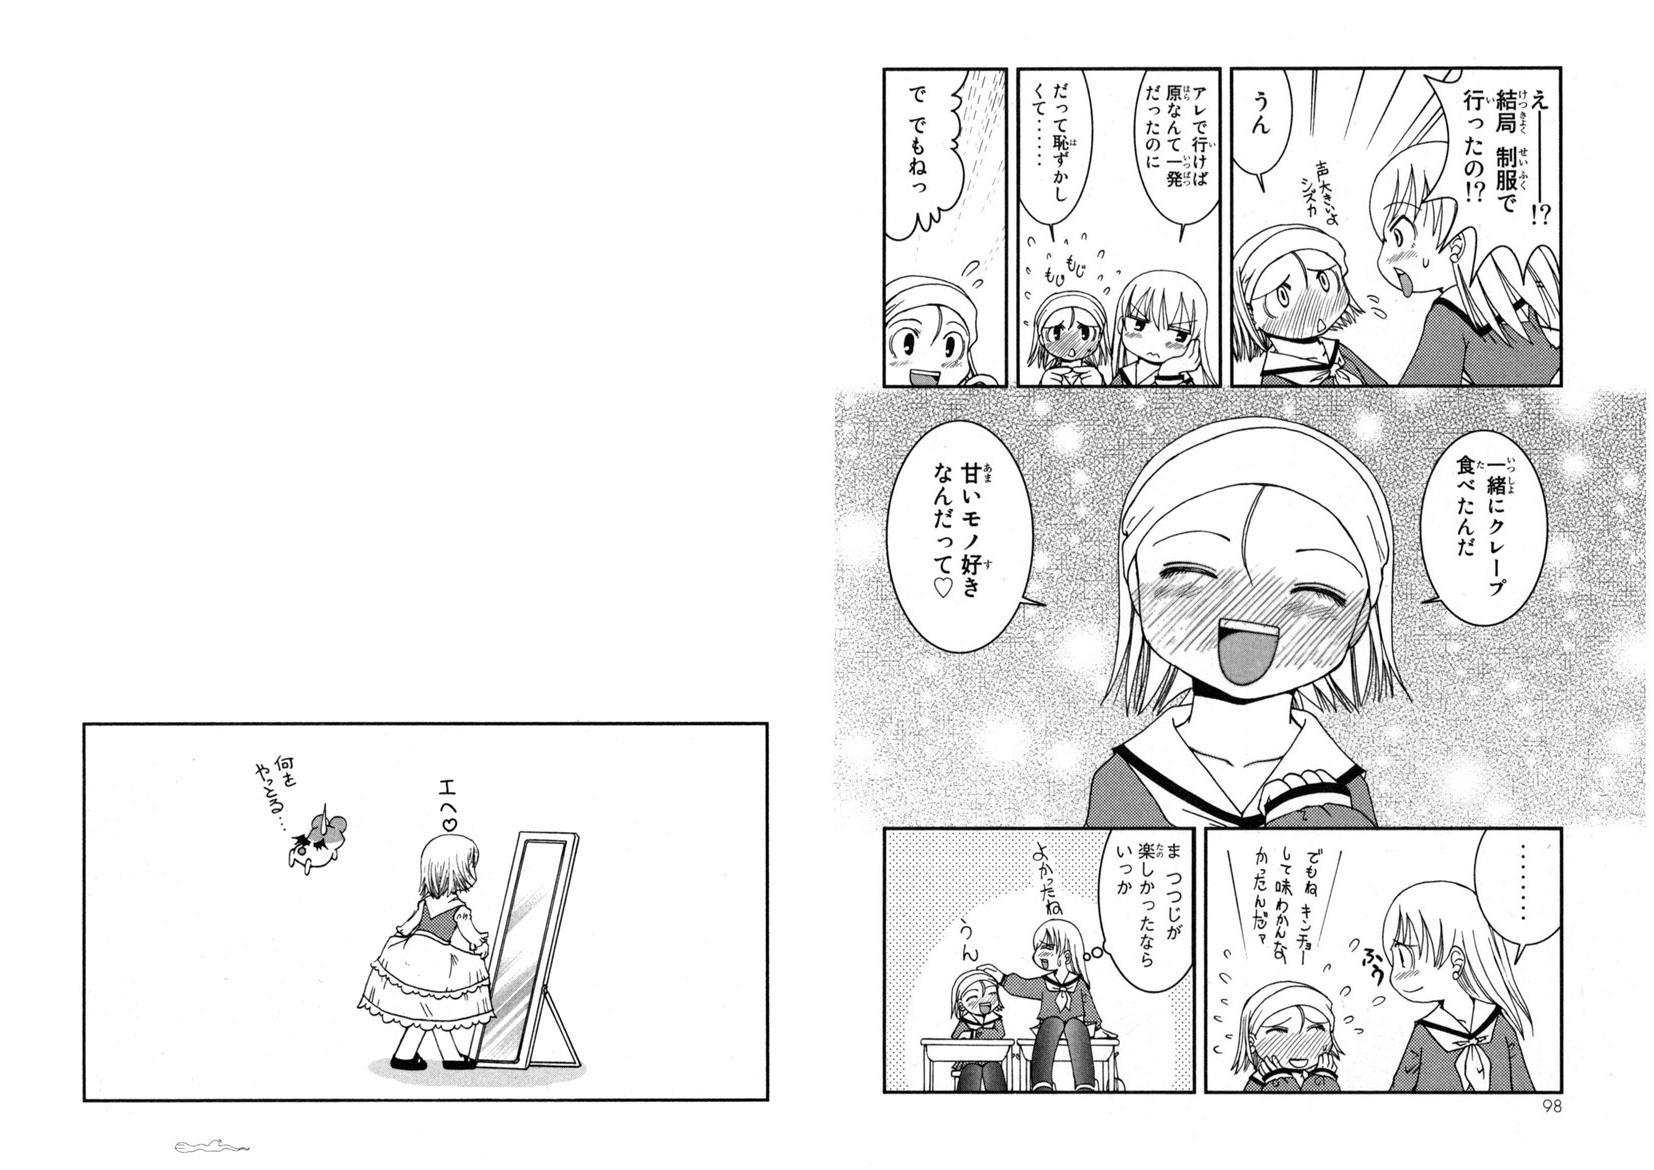 えーーー!?
結局 制服で
行ったの!?
うん
声大きいよ
シズカ
アレで行けば
原なんて一発
だったのに
だって恥ずかし
くて……
もじ
もじ
で でもねっ
一緒にクレープ
食べたんだ
甘いモノ好き
なんだって♡
………
ふぅ
でもね キンチョー
して味わかんな
かったんだァ
ま つつじが
楽しかったなら
いっか
よかったね
うん
98
エヘ♡
何を
やっとる…